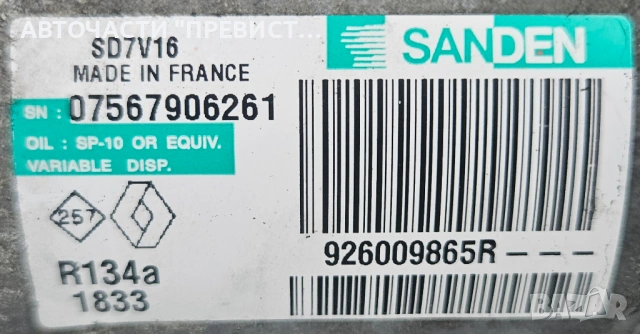 АВТОЧАСТИ "ПРЕВИСТ...
SD7V16
MADE IN FRANCE
SANDEN
SN : 07567906261
OIL : SP-10 OR EQUIV.
VARIABLE DISP.
257
926009865R - - -
R134a
1833
BAZAR